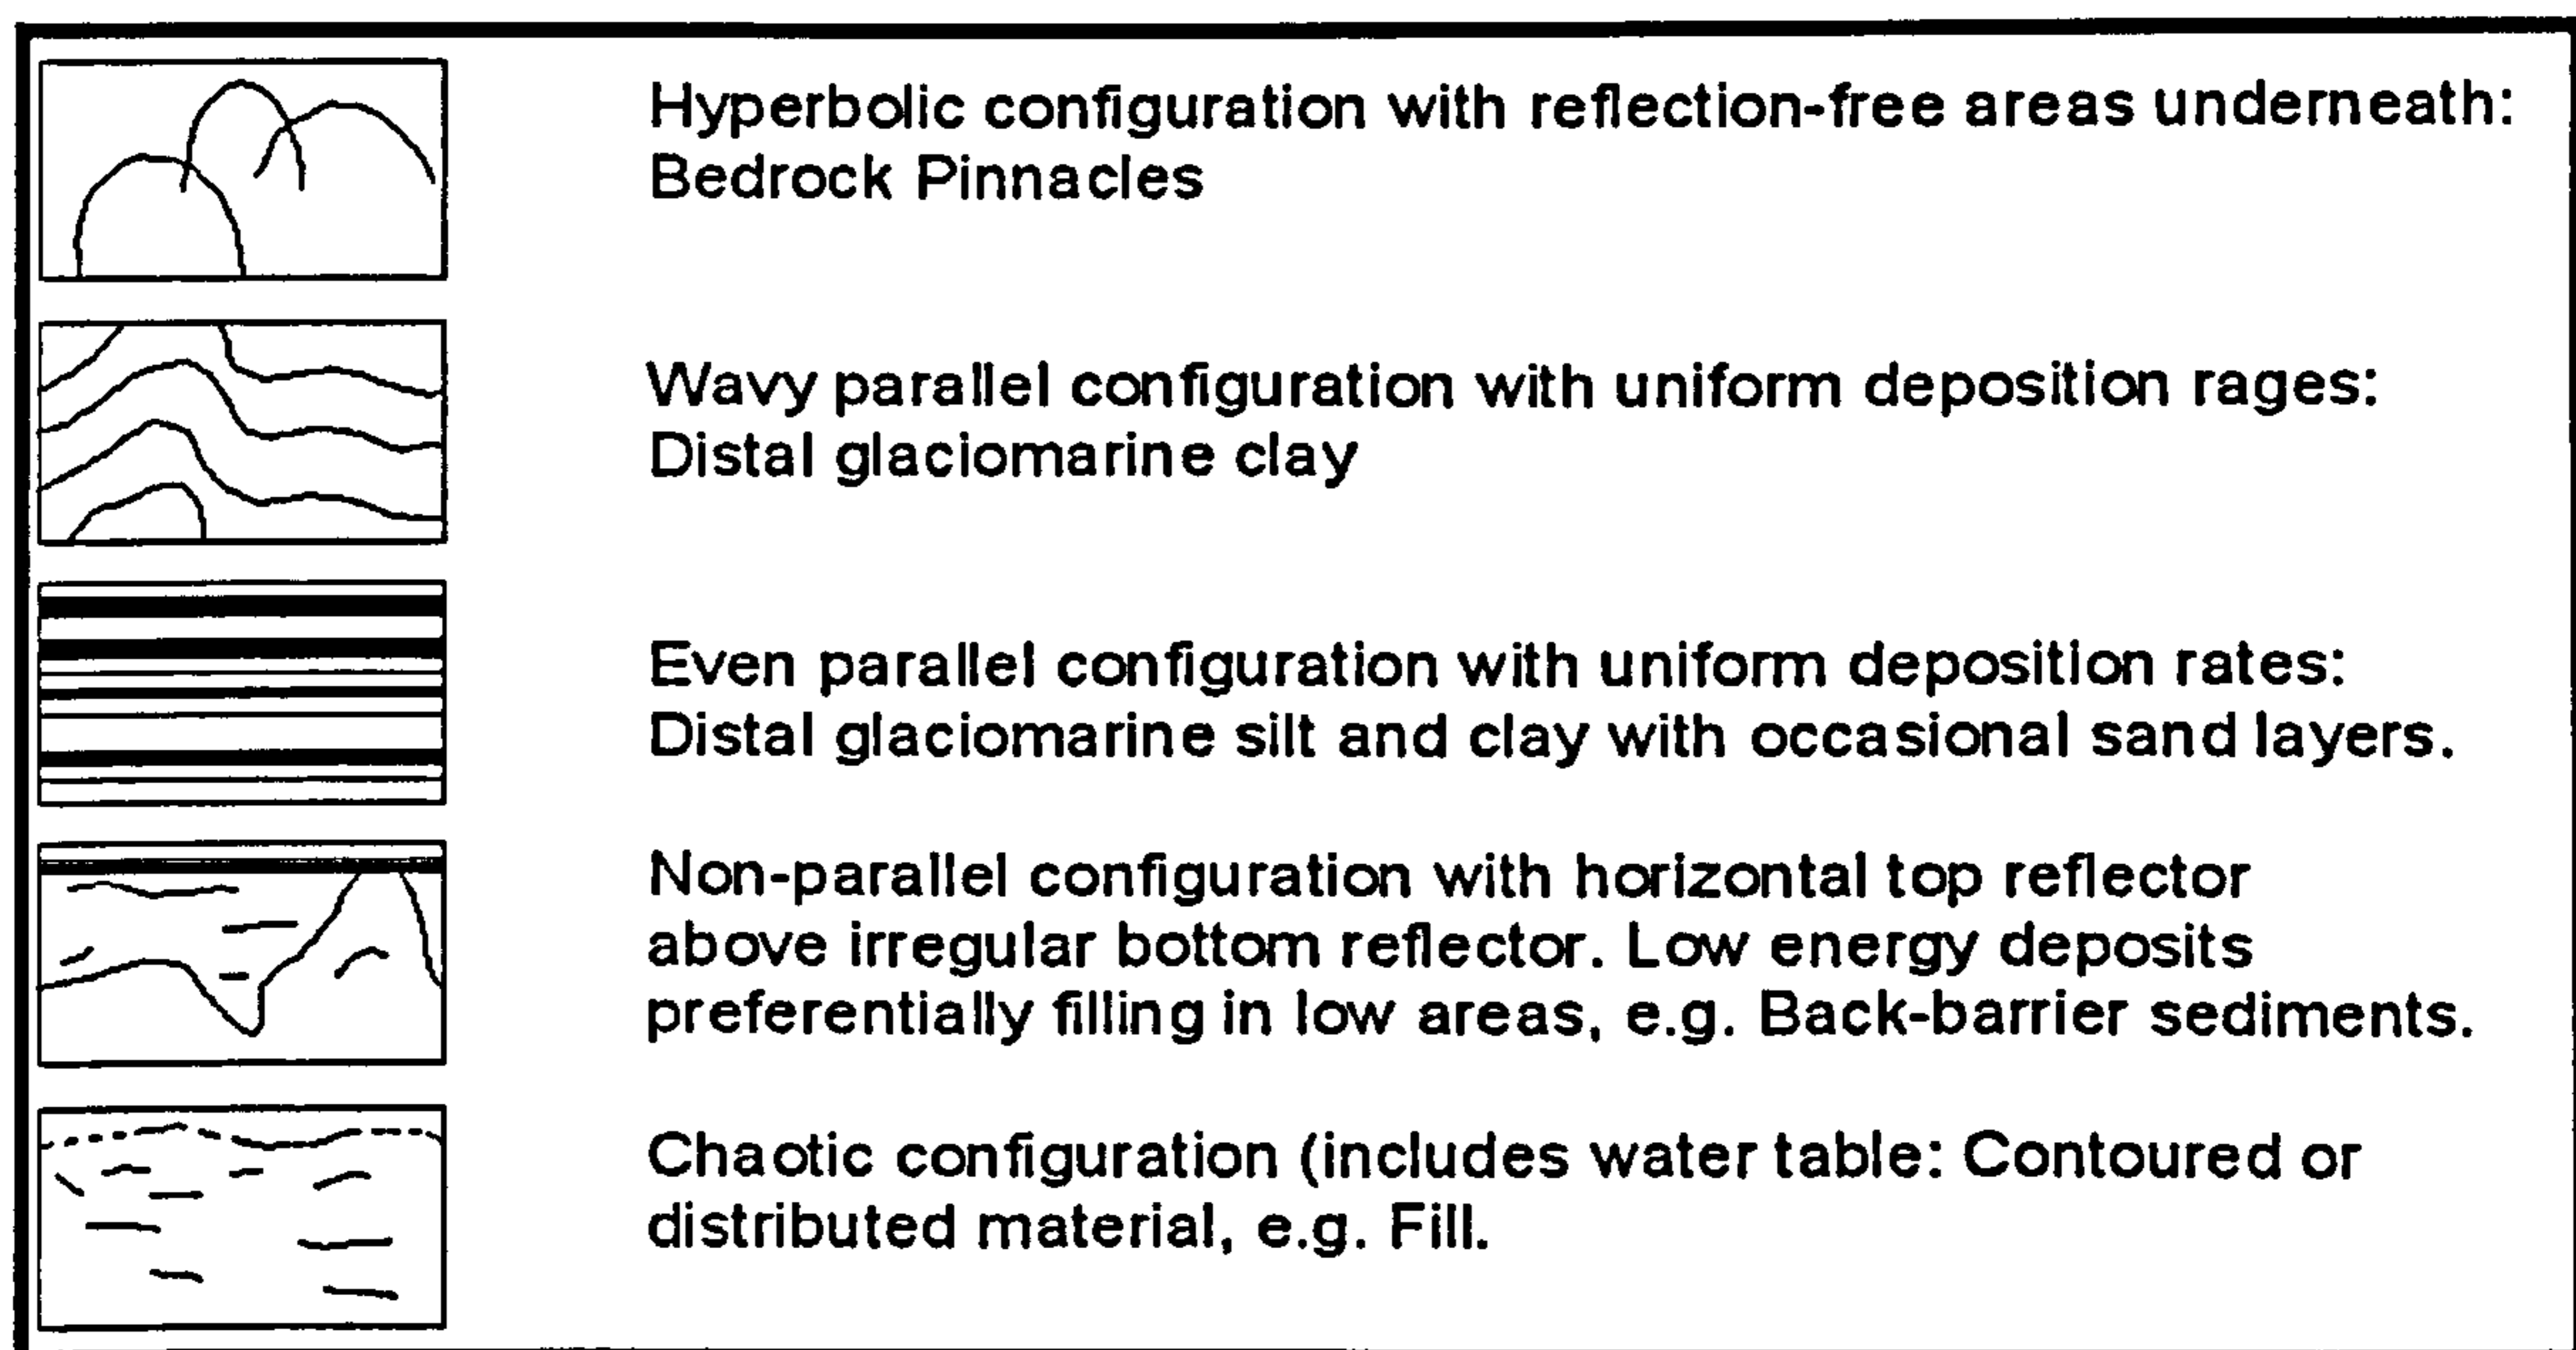 Hyperbolic configuration with reflection-free areas underneath:
Bedrock Pinnacles
Wavy parallel configuration with uniform deposition rages:
Distal glaciomarine clay
Even parallel configuration with uniform deposition rates:
Distal glaciomarine silt and clay with occasional sand layers.
Non-parallel configuration with horizontal top reflector
above irregular bottom reflector. Low energy deposits
preferentially filling in low areas, e.g. Back-barrier sediments.
Chaotic configuration (includes water table: Contoured or
distributed material, e.g. Fill.